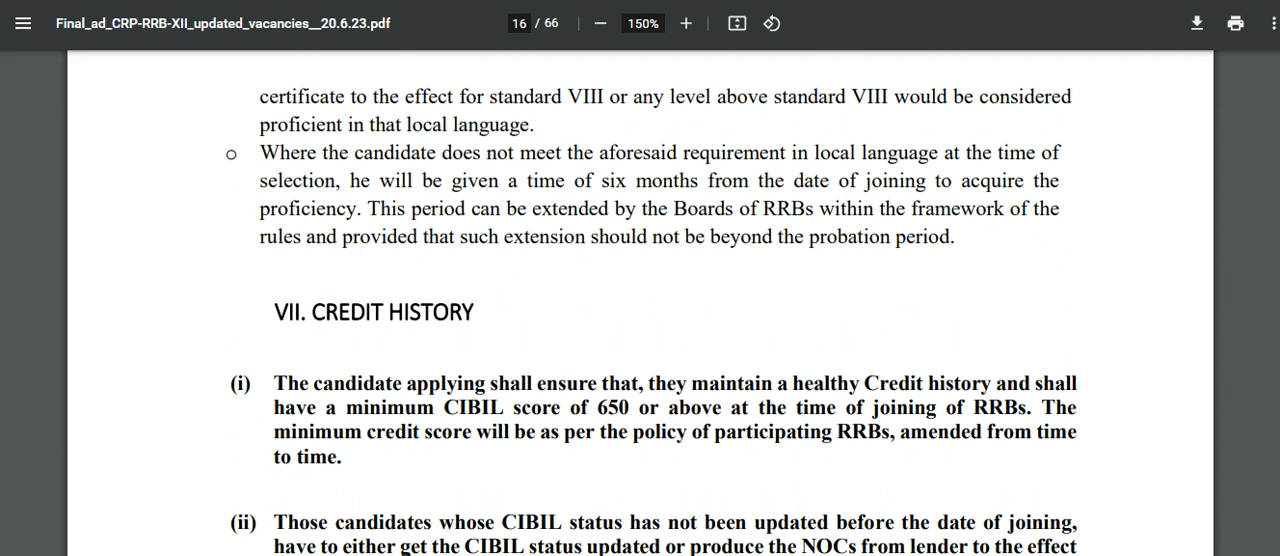 Final_ad_CRP-RRB-XII_updated_vacancies__20.6.23.pdf
16 / 66
150%
certificate to the effect for standard VIII or any level above standard VIII would be considered
proficient in that local language.
o Where the candidate does not meet the aforesaid requirement in local language at the time of
selection, he will be given a time of six months from the date of joining to acquire the
proficiency. This period can be extended by the Boards of RRBs within the framework of the
rules and provided that such extension should not be beyond the probation period.
VII. CREDIT HISTORY
(i) The candidate applying shall ensure that, they maintain a healthy Credit history and shall
have a minimum CIBIL score of 650 or above at the time of joining of RRBs. The
minimum credit score will be as per the policy of participating RRBs, amended from time
to time.
(ii) Those candidates whose CIBIL status has not been updated before the date of joining,
have to either get the CIBIL status updated or produce the NOCs from lender to the effect